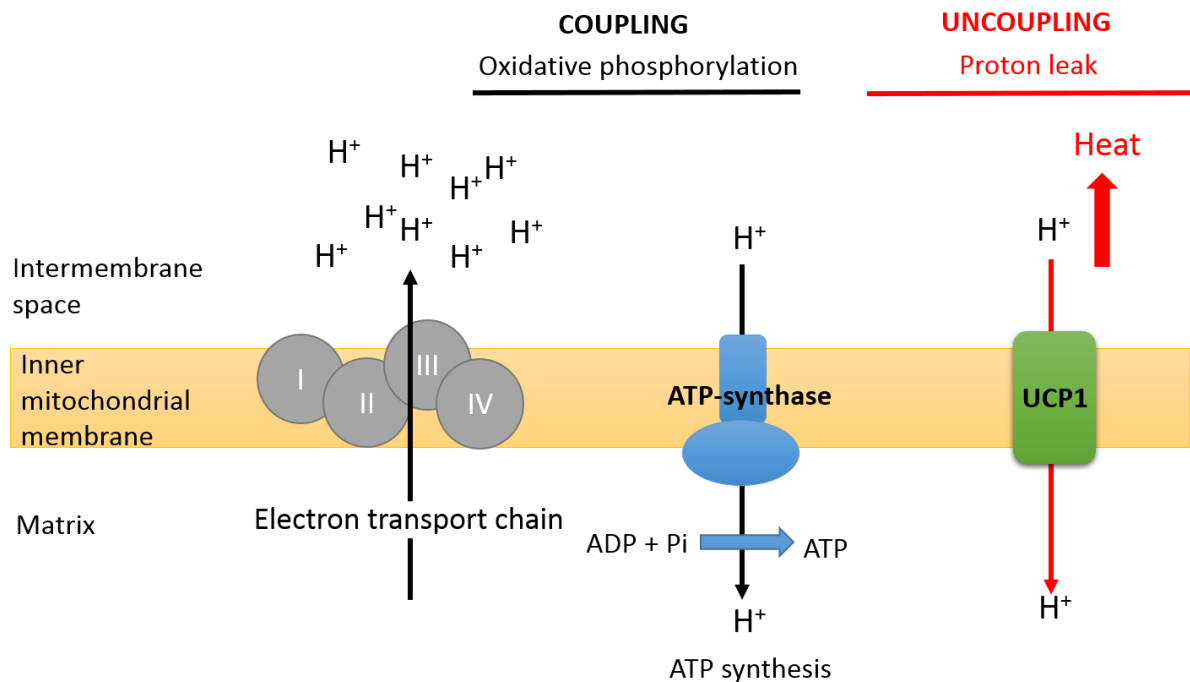 COUPLING
Oxidative phosphorylation
UNCOUPLING
Proton leak
Heat
H⁺
H⁺
H⁺
H⁺
H⁺
H⁺
H⁺
H⁺
H⁺
H⁺
H⁺
Intermembrane
space
Inner
mitochondrial
membrane
I
II
III
IV
ATP-synthase
UCP1
Matrix
Electron transport chain
ADP + Pi
ATP
H⁺
H⁺
ATP synthesis